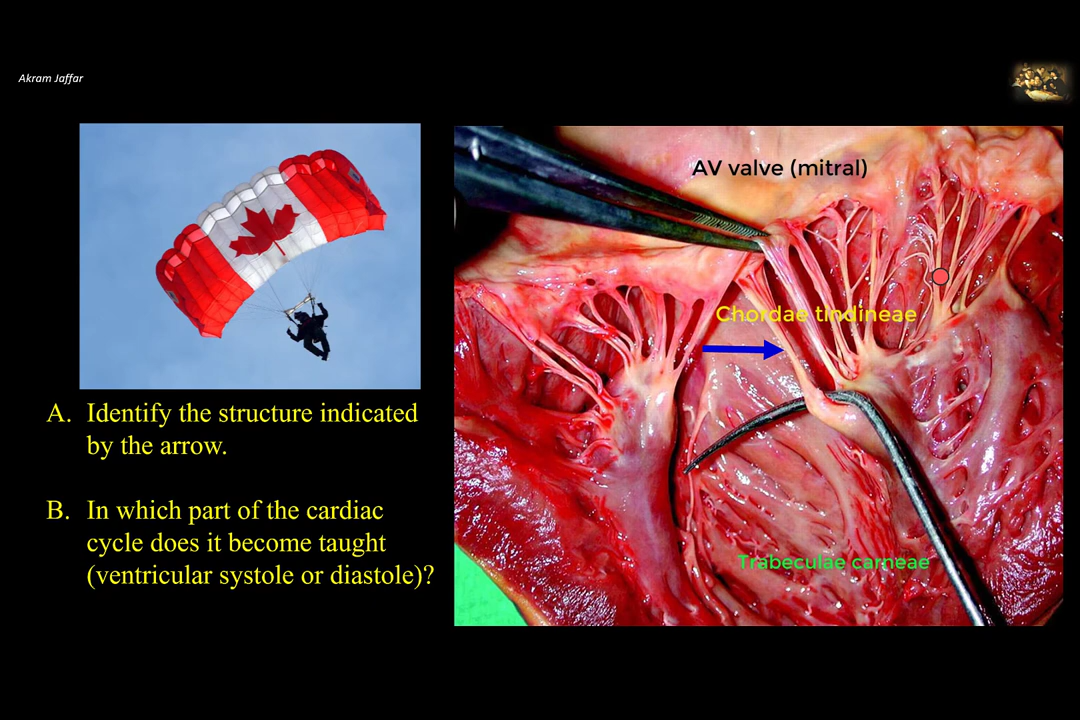 Akram Jaffar
AV valve (mitral)
Chordae tindineae
Trabeculae carneae
A. Identify the structure indicated
by the arrow.
B. In which part of the cardiac
cycle does it become taught
(ventricular systole or diastole)?